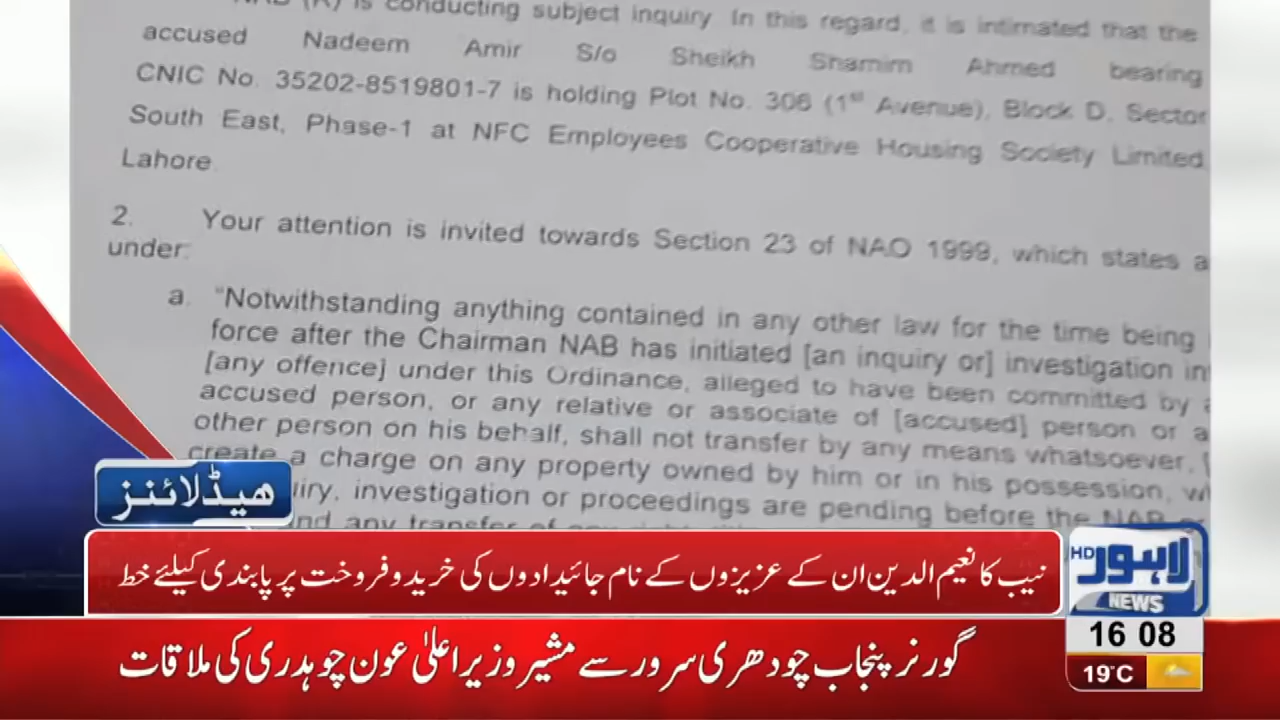 NAB (R) is conducting subject inquiry. In this regard, it is intimated that the
accused Nadeem Amir S/o Sheikh Shamim Ahmed bearing
CNIC No. 35202-8519801-7 is holding Plot No. 306 (1st Avenue), Block D, Sector
South East, Phase-1 at NFC Employees Cooperative Housing Society Limited,
Lahore.
2. Your attention is invited towards Section 23 of NAO 1999, which states a
under:
a. "Notwithstanding anything contained in any other law for the time being
force after the Chairman NAB has initiated [an inquiry or] investigation in
[any offence] under this Ordinance, alleged to have been committed by a
accused person, or any relative or associate of [accused] person or a
other person on his behalf, shall not transfer by any means whatsoever,
create a charge on any property owned by him or in his possession, w
iry, investigation or proceedings are pending before the NAB
nd any transfer of any
ہیڈلائنز
نیب کا نعیم الدین ان کے عزیزوں کے نام جائیدادوں کی خریدوفروخت پر پابندی کیلئے خط
گورنر پنجاب چودھری سرور سے مشیر وزیراعلیٰ عون چوہدری کی ملاقات
لاہور HD
NEWS
16 08
19°C